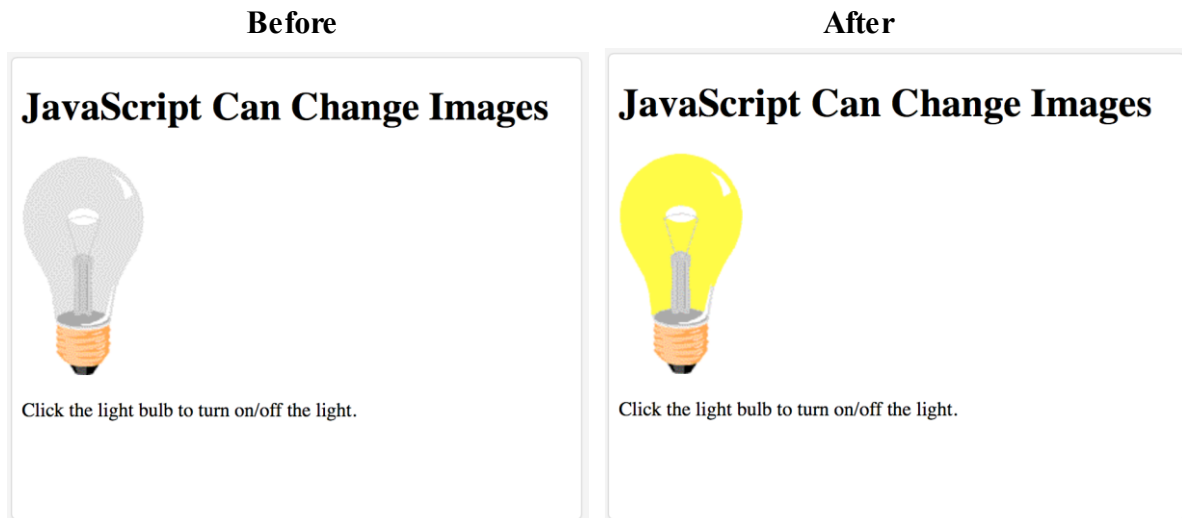 Before
After
JavaScript Can Change Images
JavaScript Can Change Images
Click the light bulb to turn on/off the light.
Click the light bulb to turn on/off the light.